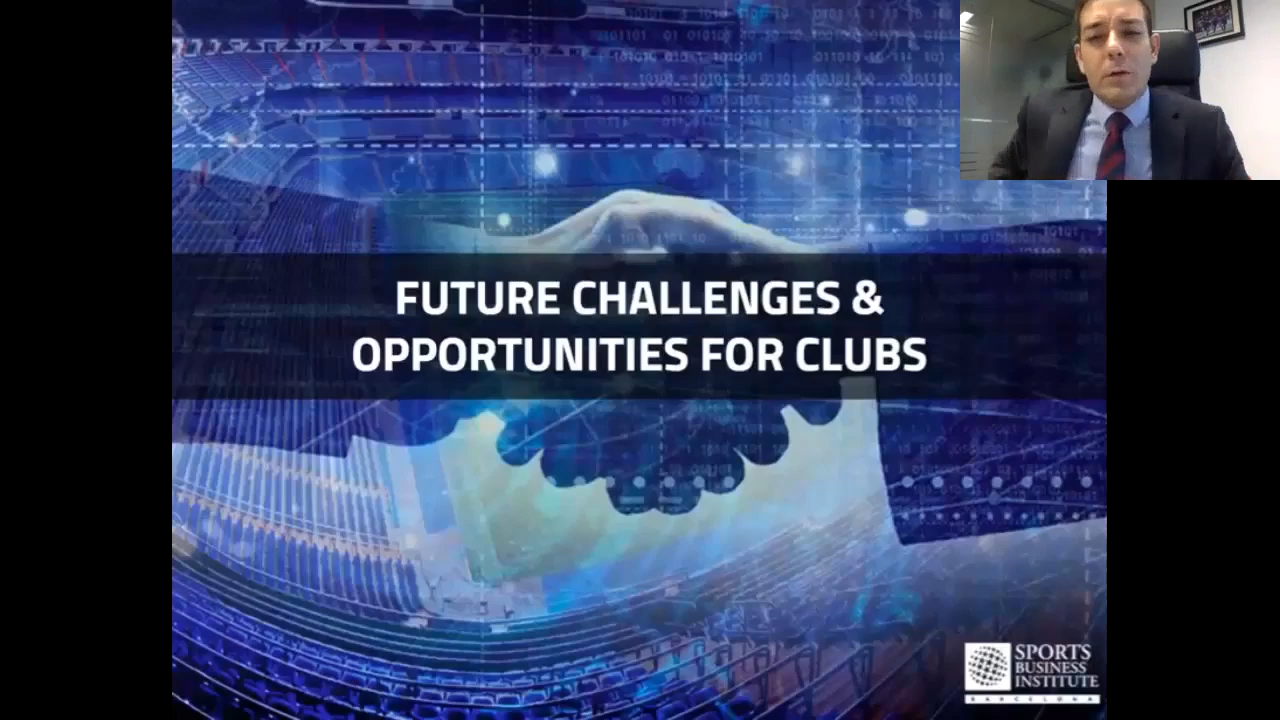 FUTURE CHALLENGES &
OPPORTUNITIES FOR CLUBS
SPORTS
BUSINESS
INSTITUTE
BARCELONA